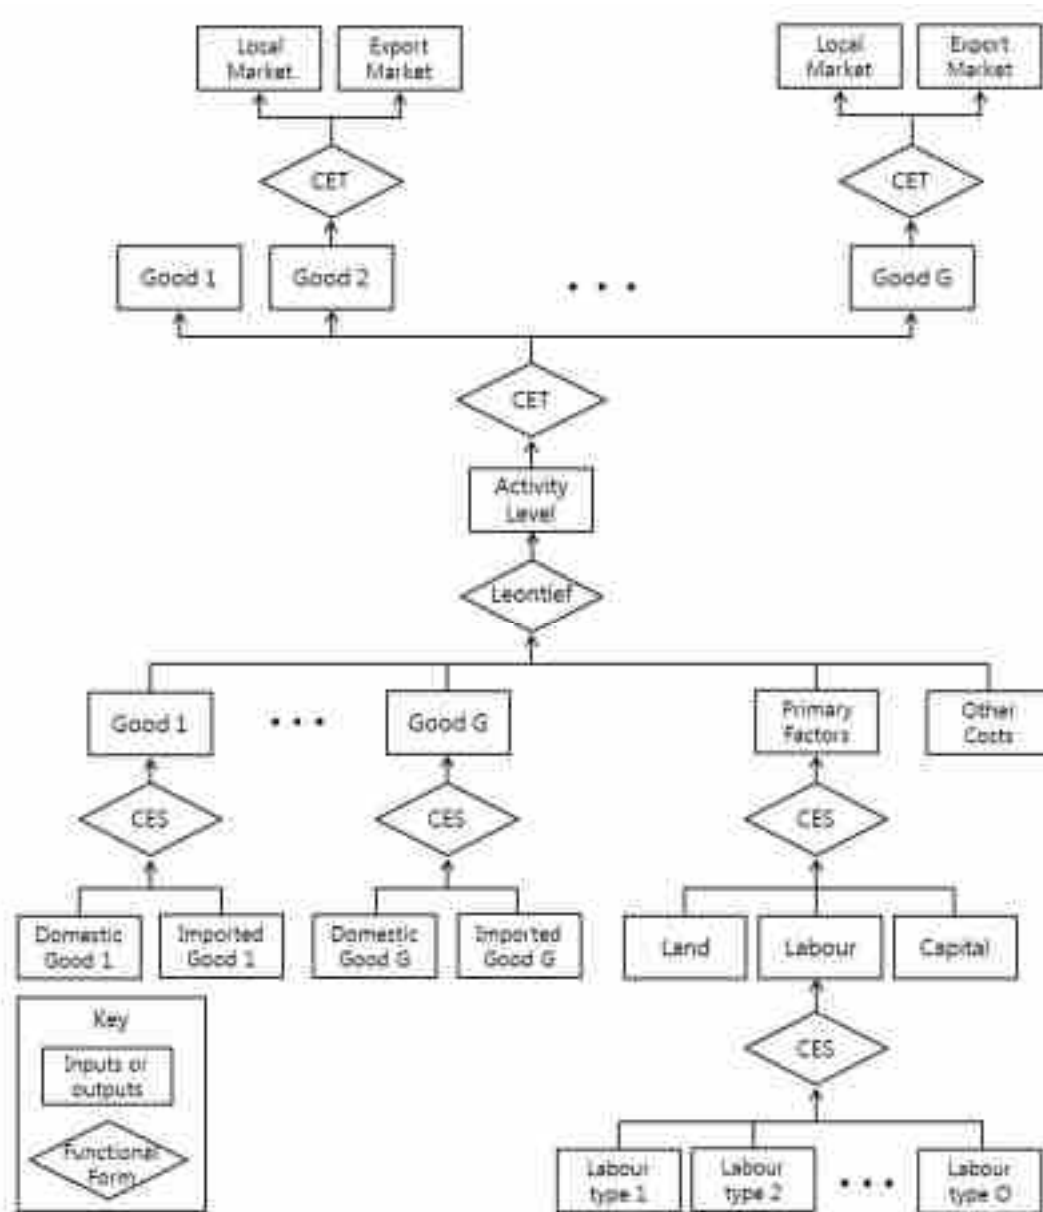 Local
Market
Export
Market
Local
Market
Export
Market
CET
CET
Good 1
Good 2
• • •
Good G
CET
Activity
Level
Leontief
Good 1
• • •
Good G
Primary
Factors
Other
Costs
CES
CES
CES
Domestic
Good 1
Imported
Good 1
Domestic
Good G
Imported
Good G
Land
Labour
Capital
Key
Inputs or
outputs
Functional
Form
CES
Labour
type 1
Labour
type 2
• • •
Labour
type O